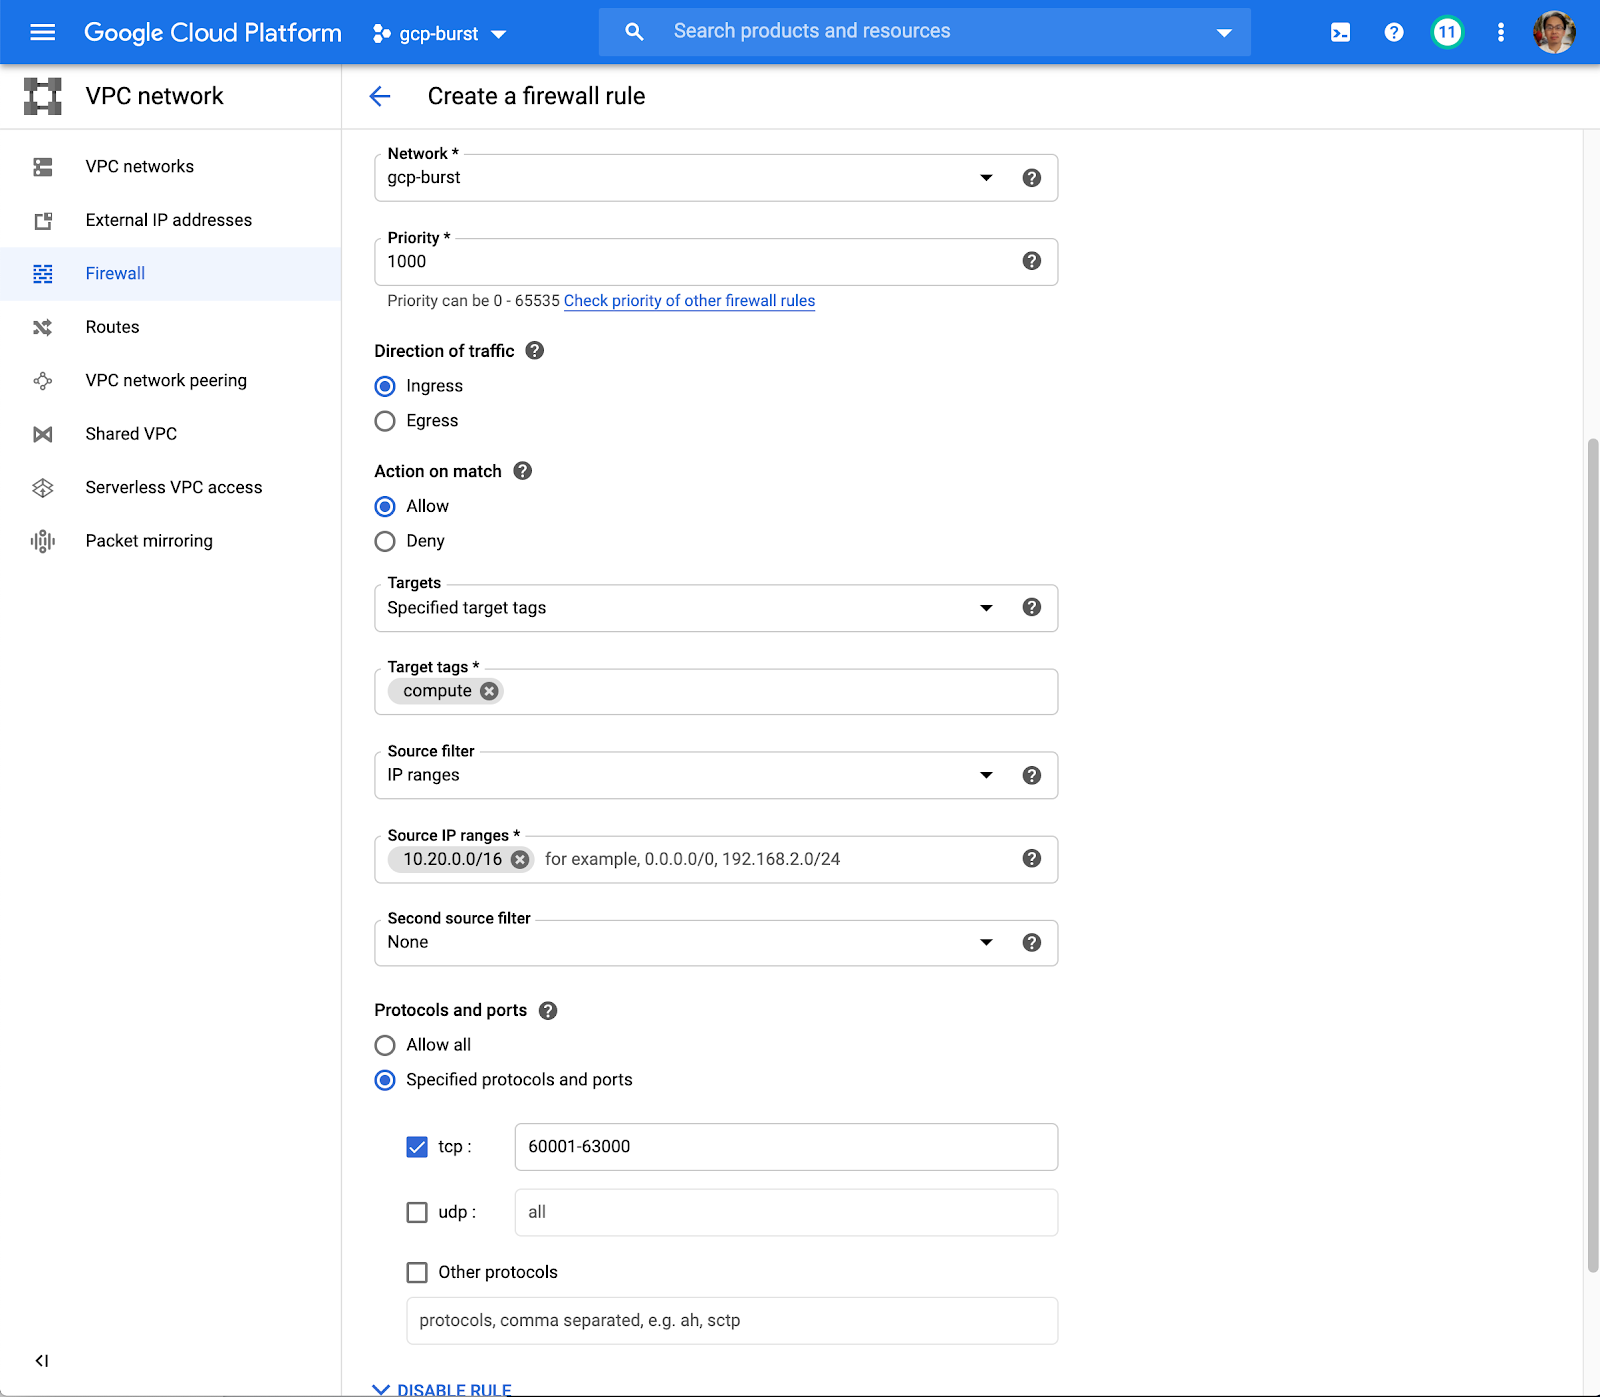 Google Cloud Platform
gcp-burst
Search products and resources
11
VPC network
Create a firewall rule
VPC networks
External IP addresses
Firewall
Routes
VPC network peering
Shared VPC
Serverless VPC access
Packet mirroring
Network *
gcp-burst
Priority *
1000
Priority can be 0 - 65535 Check priority of other firewall rules
Direction of traffic
Ingress
Egress
Action on match
Allow
Deny
Targets
Specified target tags
Target tags *
compute
Source filter
IP ranges
Source IP ranges *
10.20.0.0/16 for example, 0.0.0.0/0, 192.168.2.0/24
Second source filter
None
Protocols and ports
Allow all
Specified protocols and ports
tcp : 60001-63000
udp : all
Other protocols
protocols, comma separated, e.g. ah, sctp
DISABLE RULE